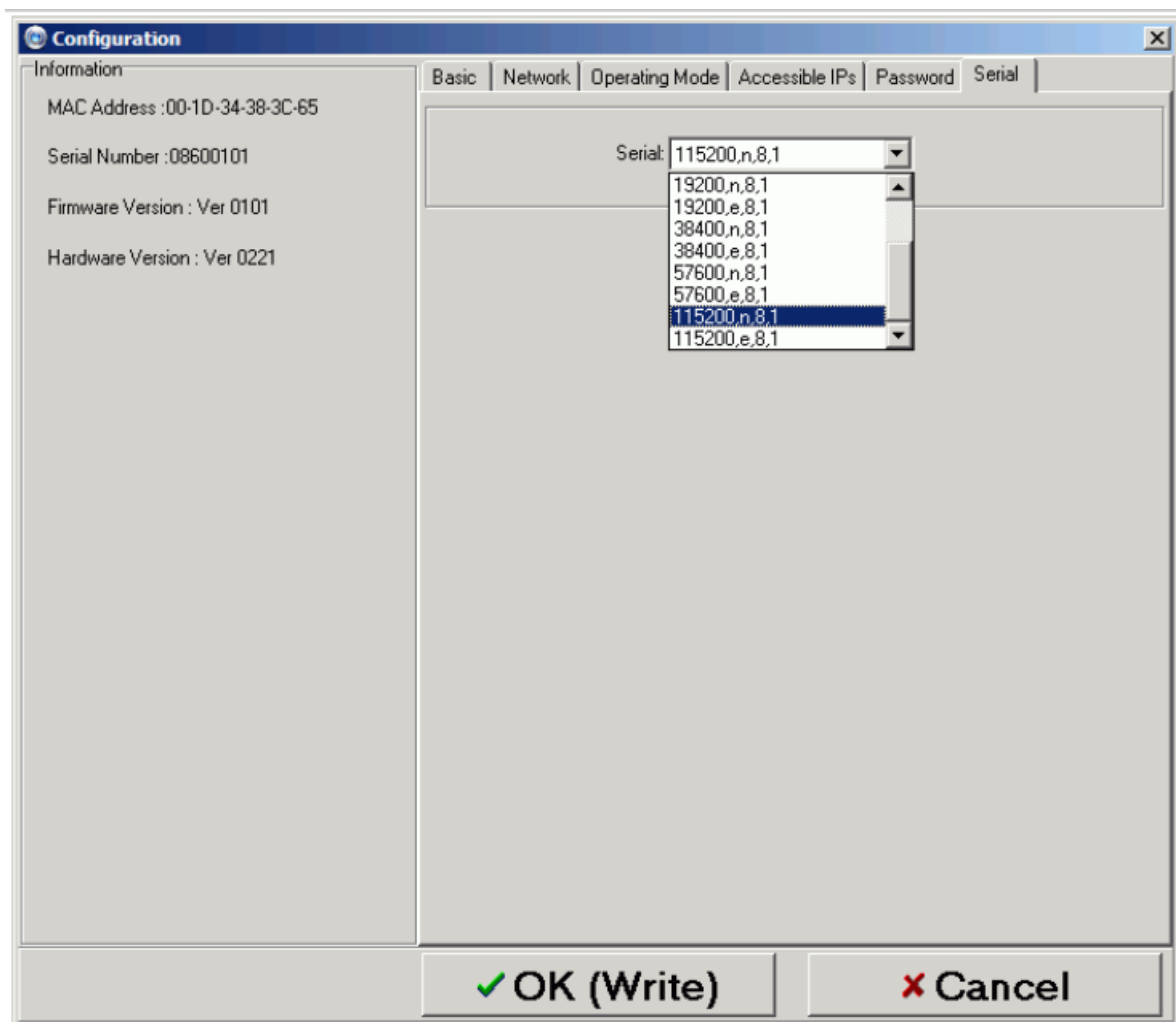 Configuration
Information
MAC Address :00-1D-34-38-3C-65
Serial Number :08600101
Firmware Version : Ver 0101
Hardware Version : Ver 0221
Basic Network Operating Mode Accessible IPs Password Serial
Serial: 115200,n,8,1
19200,n,8,1
19200,e,8,1
38400,n,8,1
38400,e,8,1
57600,n,8,1
57600,e,8,1
115200,n,8,1
115200,e,8,1
OK (Write) Cancel